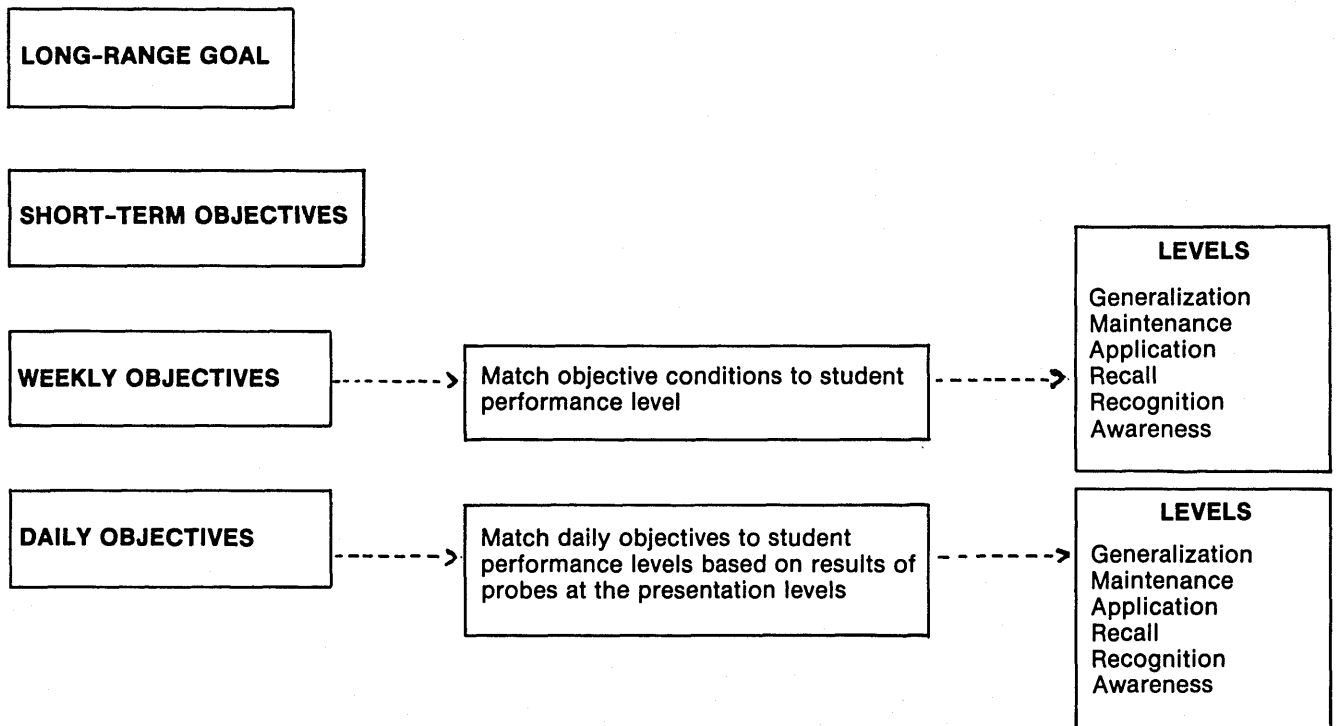 LONG-RANGE GOAL
SHORT-TERM OBJECTIVES
WEEKLY OBJECTIVES
Match objective conditions to student
performance level
LEVELS
Generalization
Maintenance
Application
Recall
Recognition
Awareness
DAILY OBJECTIVES
Match daily objectives to student
performance levels based on results of
probes at the presentation levels
LEVELS
Generalization
Maintenance
Application
Recall
Recognition
Awareness